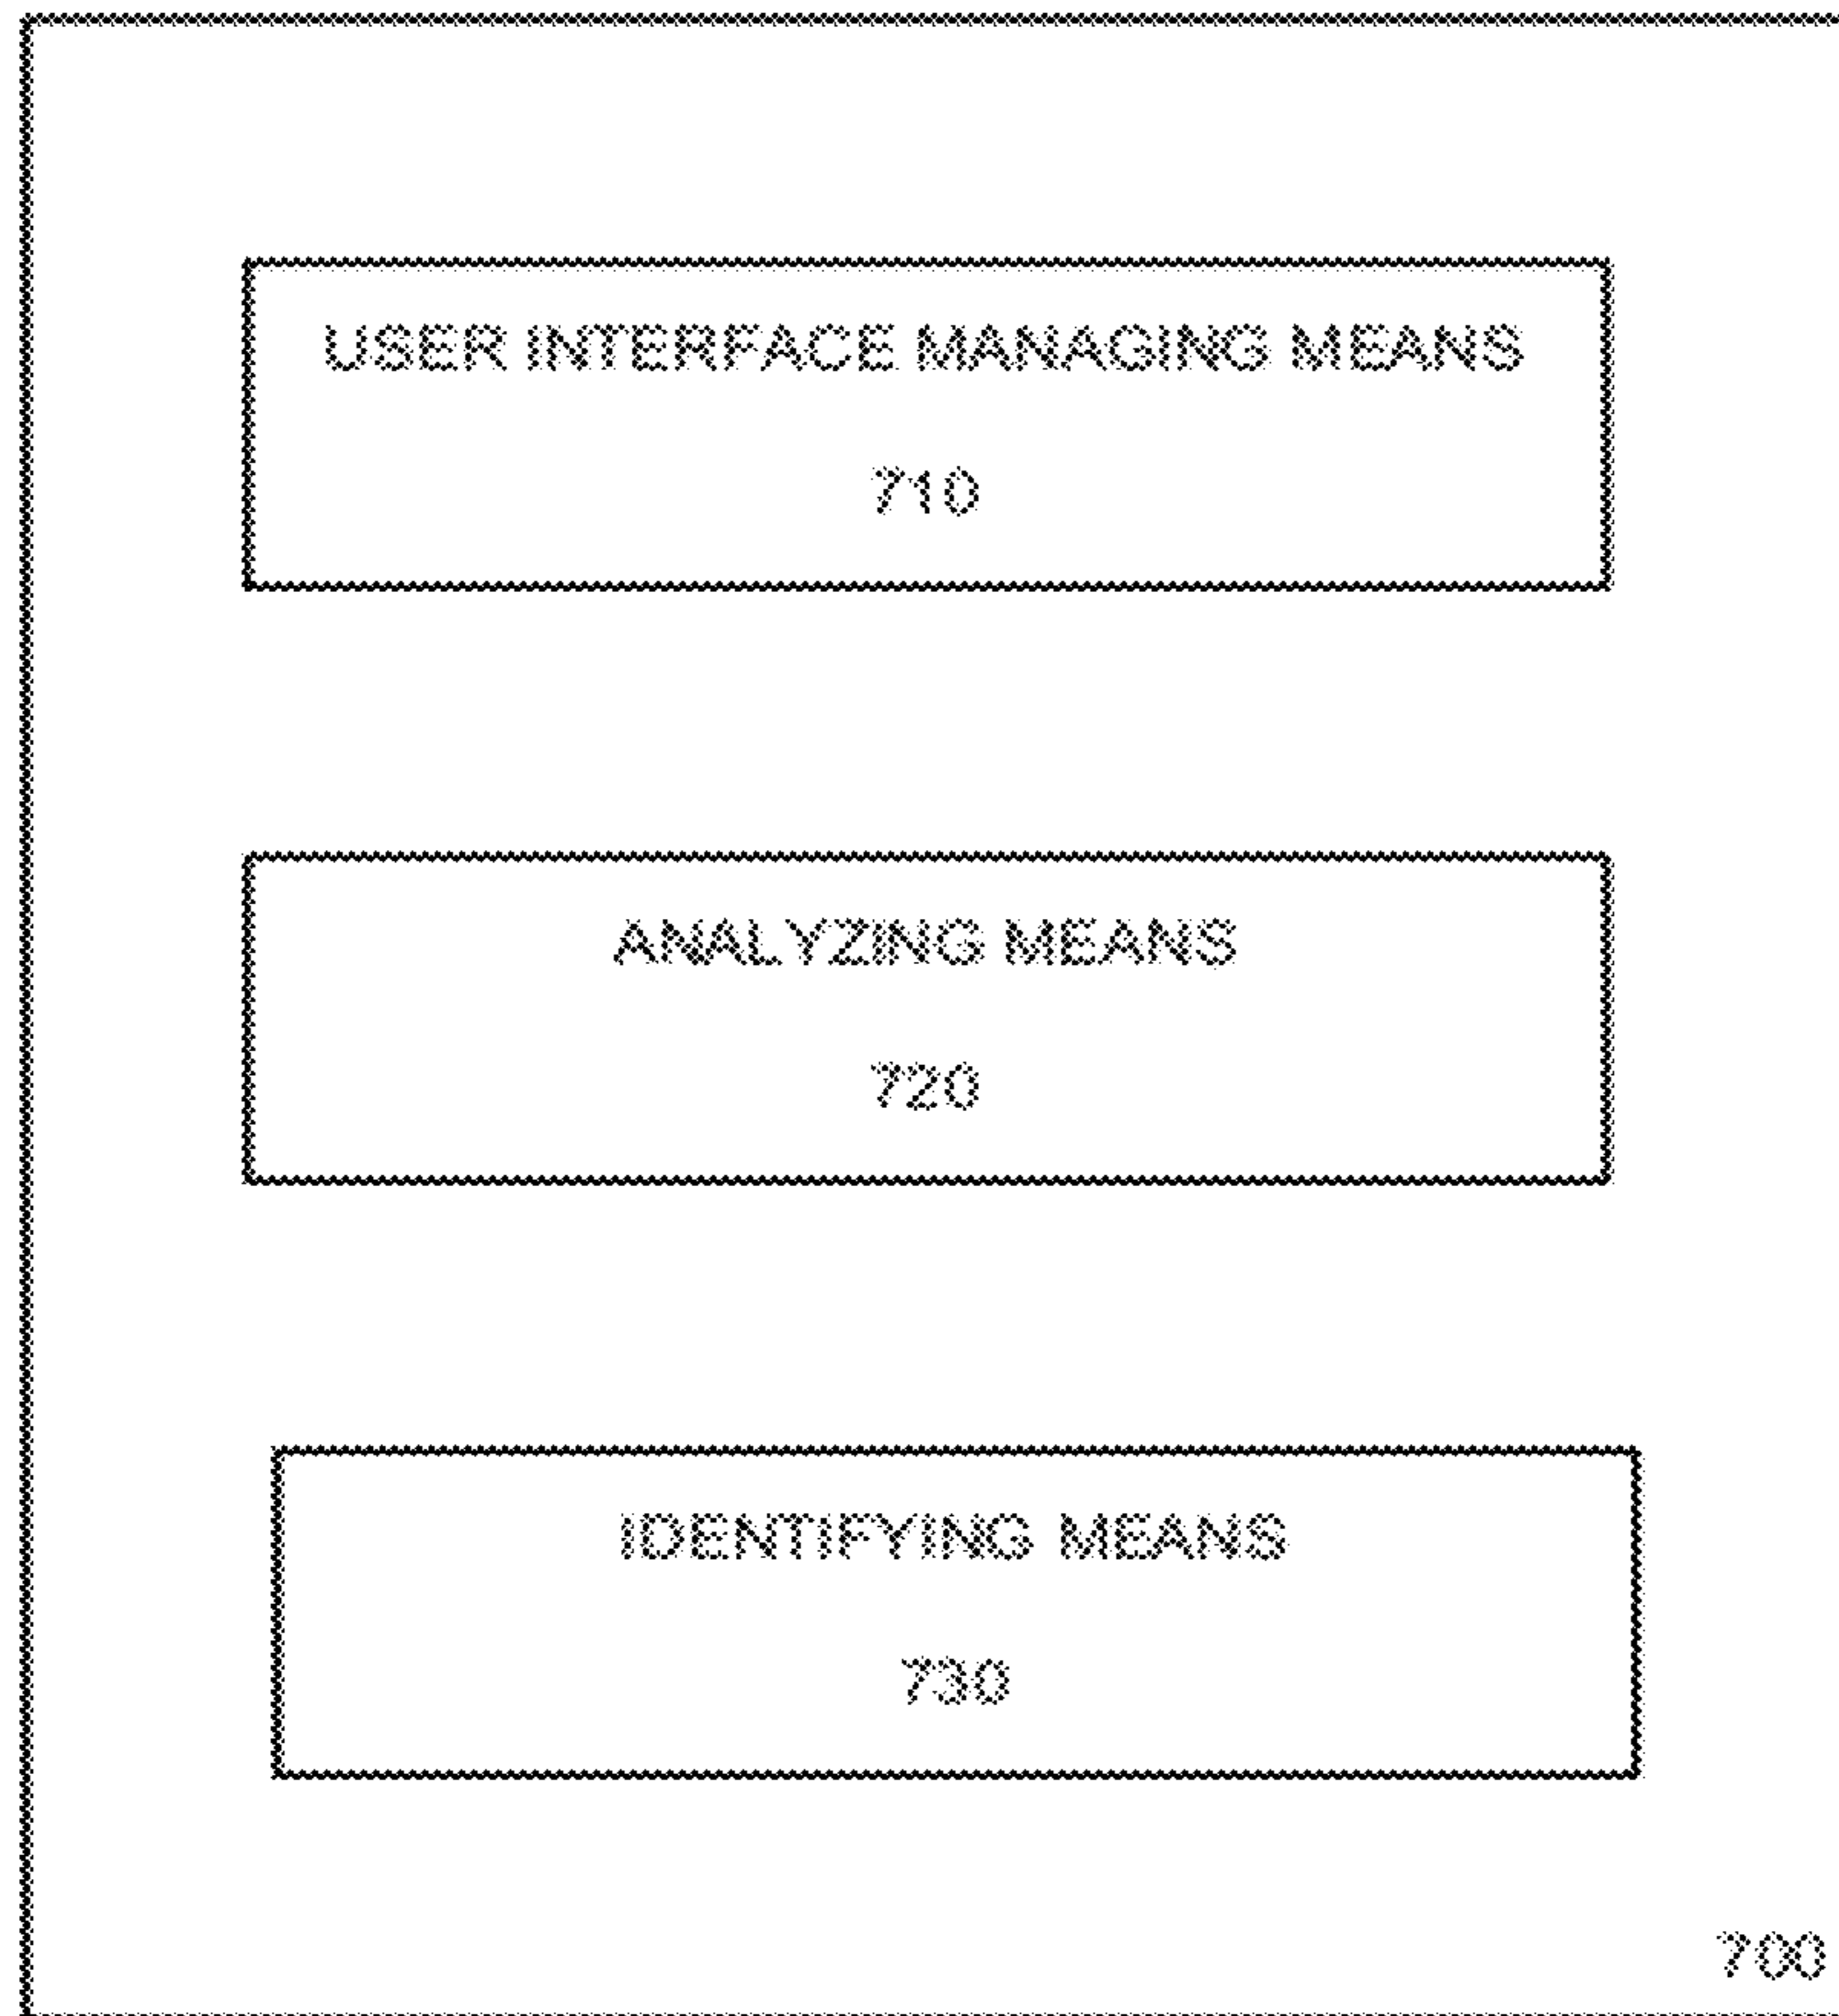 USER INTERFACE MANAGING MEANS
710
ANALYZING MEANS
720
IDENTIFYING MEANS
730
700